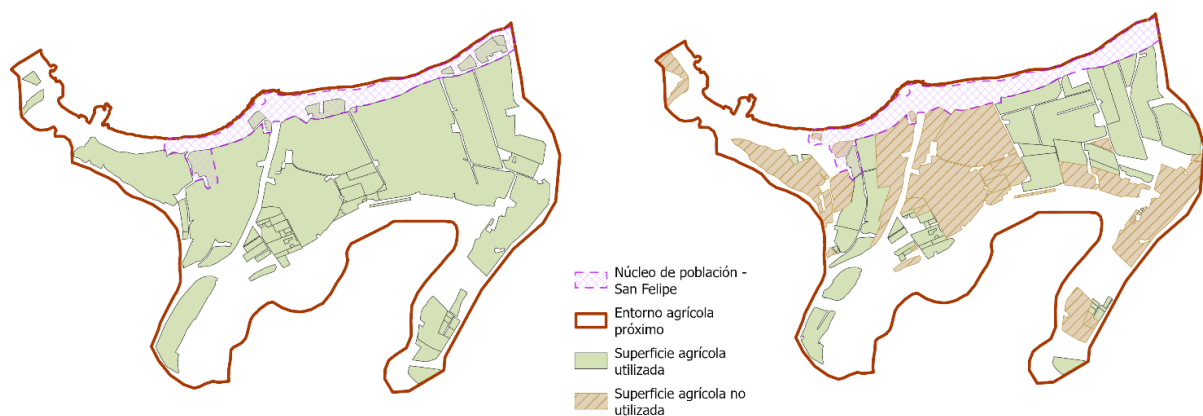 Núcleo de población -
San Felipe
Entorno agrícola
próximo
Superficie agrícola
utilizada
Superficie agrícola no
utilizada